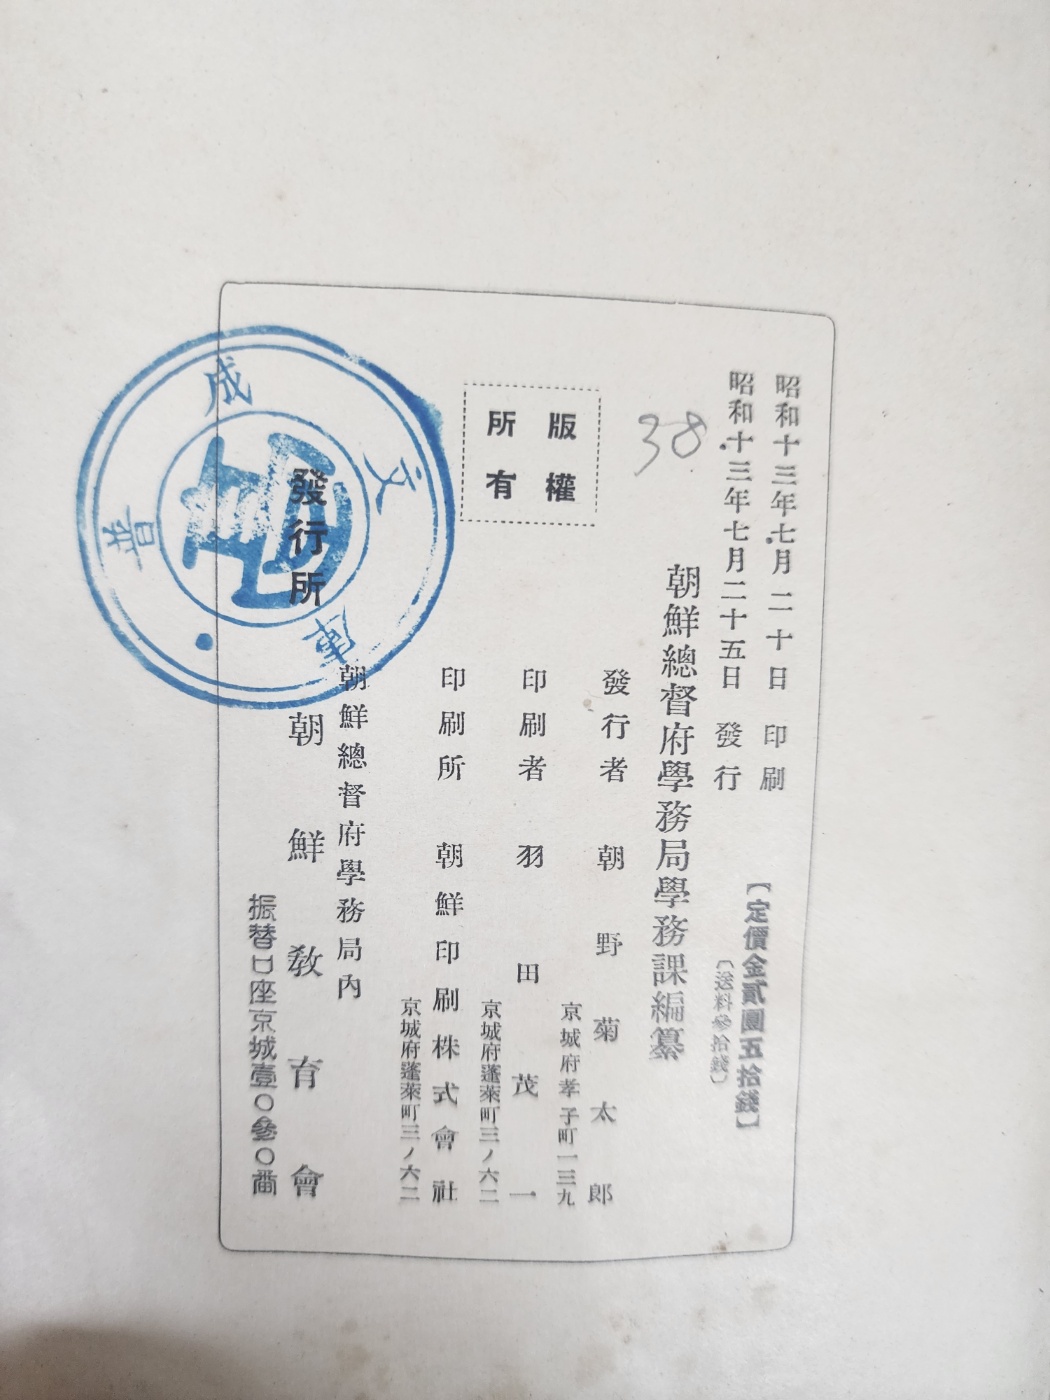 昭和十三年七月二十日 印刷
昭和十三年七月二十五日 發行
【定價金貳圓五拾錢】
〔送料參拾錢〕
38
朝鮮總督府學務局學務課編纂
版權
所有
京城府孝子町一三九
發行者 朝野菊太郎
京城府蓬萊町三ノ六二
印刷者 羽田茂一
京城府蓬萊町三ノ六二
印刷所 朝鮮印刷株式會社
朝鮮總督府學務局內
發行所 朝鮮敎育會
振替口座京城壹〇參〇番
普成文庫